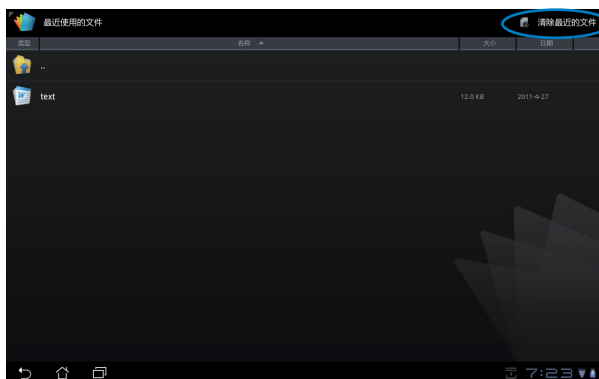 最近使用的文件
清除最近的文件
类型 名称 大小 日期
..
text 12.0 KB 2011-4-27
7:23